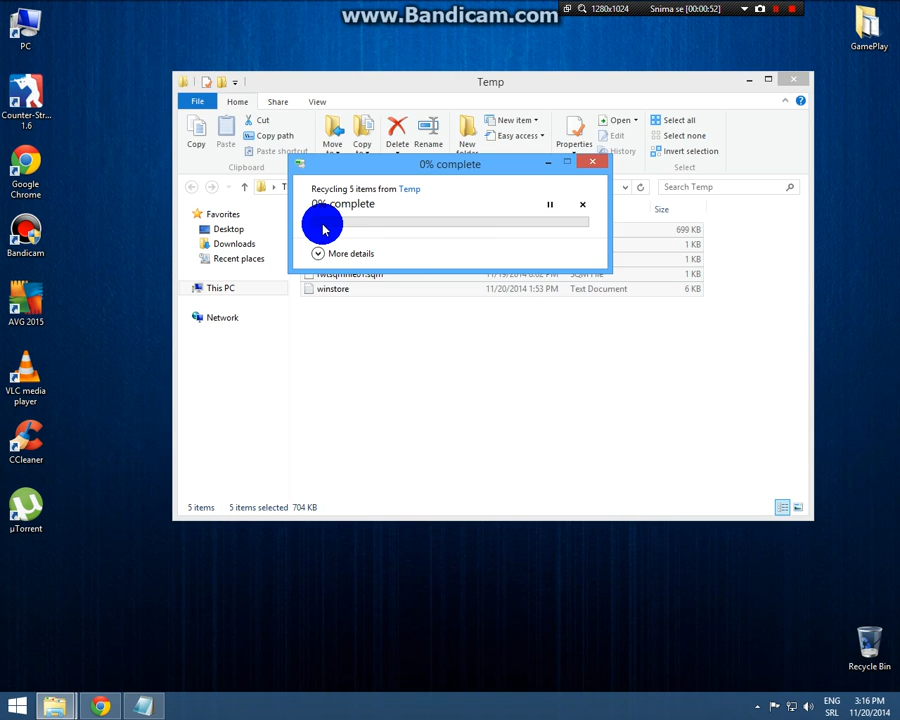 www.Bandicam.com
1280x1024
Snima se [00:00:52]
PC
Counter-Str...
1.6
Google
Chrome
Bandicam
AVG 2015
VLC media
player
CCleaner
µTorrent
GamePlay
Recycle Bin
Temp
File
Home
Share
View
Copy
Paste
Cut
Copy path
Paste shortcut
Clipboard
Move
to
Copy
to
Delete
Rename
New
folder
New item
Easy access
Properties
Open
Edit
History
Select all
Select none
Invert selection
Select
Search Temp
Favorites
Desktop
Downloads
Recent places
This PC
Network
Size
699 KB
1 KB
1 KB
SQM File
1 KB
winstore
11/20/2014 1:53 PM
Text Document
6 KB
0% complete
Recycling 5 items from Temp
0% complete
More details
5 items
5 items selected 704 KB
ENG
SRL
3:16 PM
11/20/2014